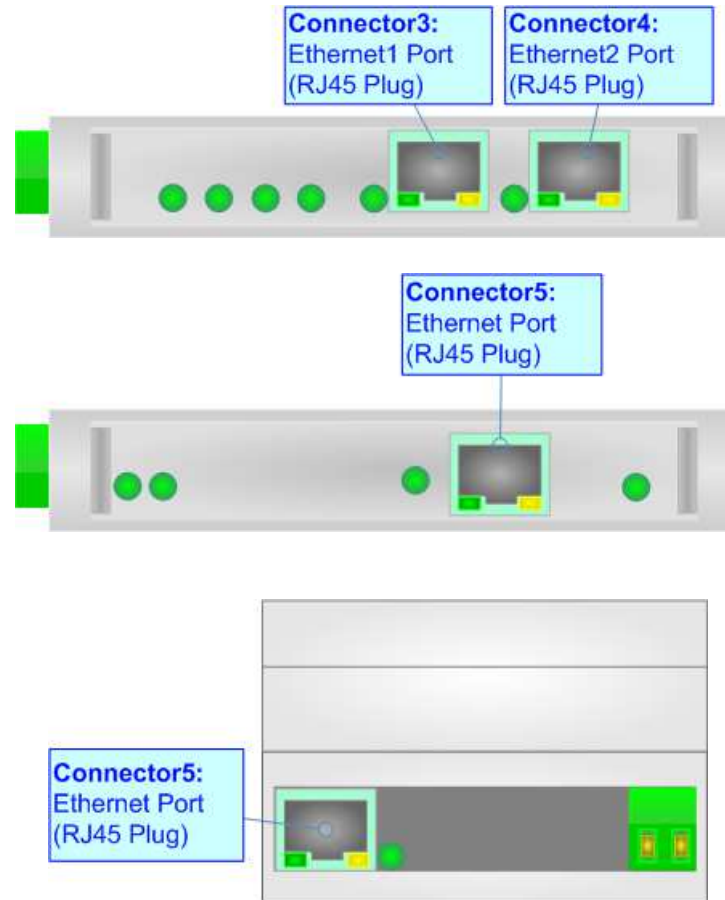 Connector3:
Ethernet1 Port
(RJ45 Plug)
Connector4:
Ethernet2 Port
(RJ45 Plug)
Connector5:
Ethernet Port
(RJ45 Plug)
Connector5:
Ethernet Port
(RJ45 Plug)